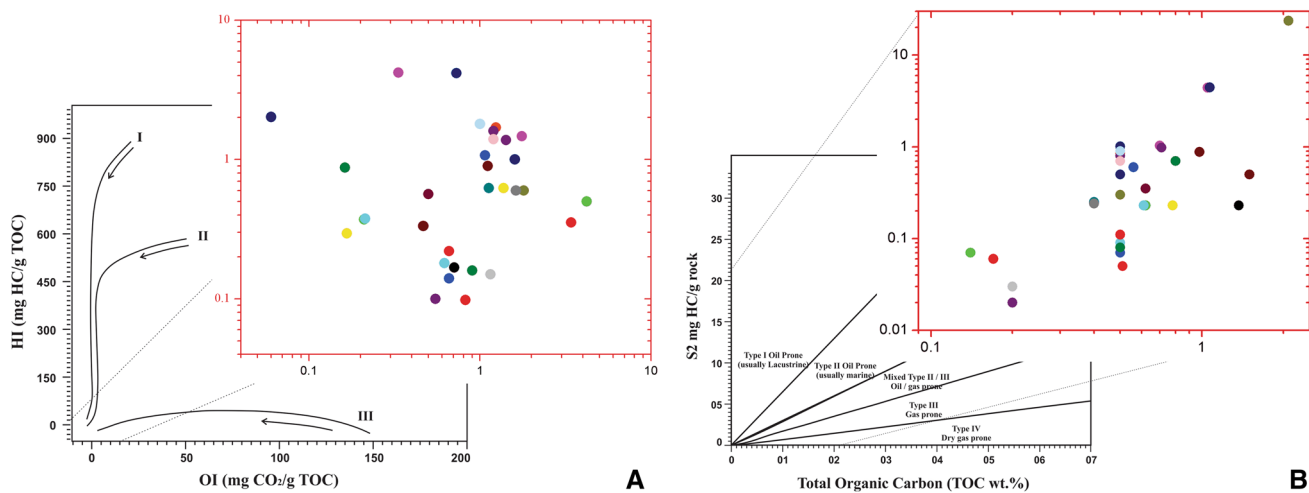 10
1
0.1
0.1
1
10
900
750
600
450
300
150
0
I
II
III
0
50
100
150
200
HI (mg HC/g TOC)
OI (mg CO₂/g TOC)
A
B
10
1
0.1
0.01
0.1
1
30
25
20
15
10
05
0
Type I Oil Prone
(usually Lacustrine)
Type II Oil Prone
(usually marine)
Mixed Type II / III
Oil / gas prone
Type III
Gas prone
Type IV
Dry gas prone
0
01
02
03
04
05
06
07
S2 mg HC/g rock
Total Organic Carbon (TOC wt.%)